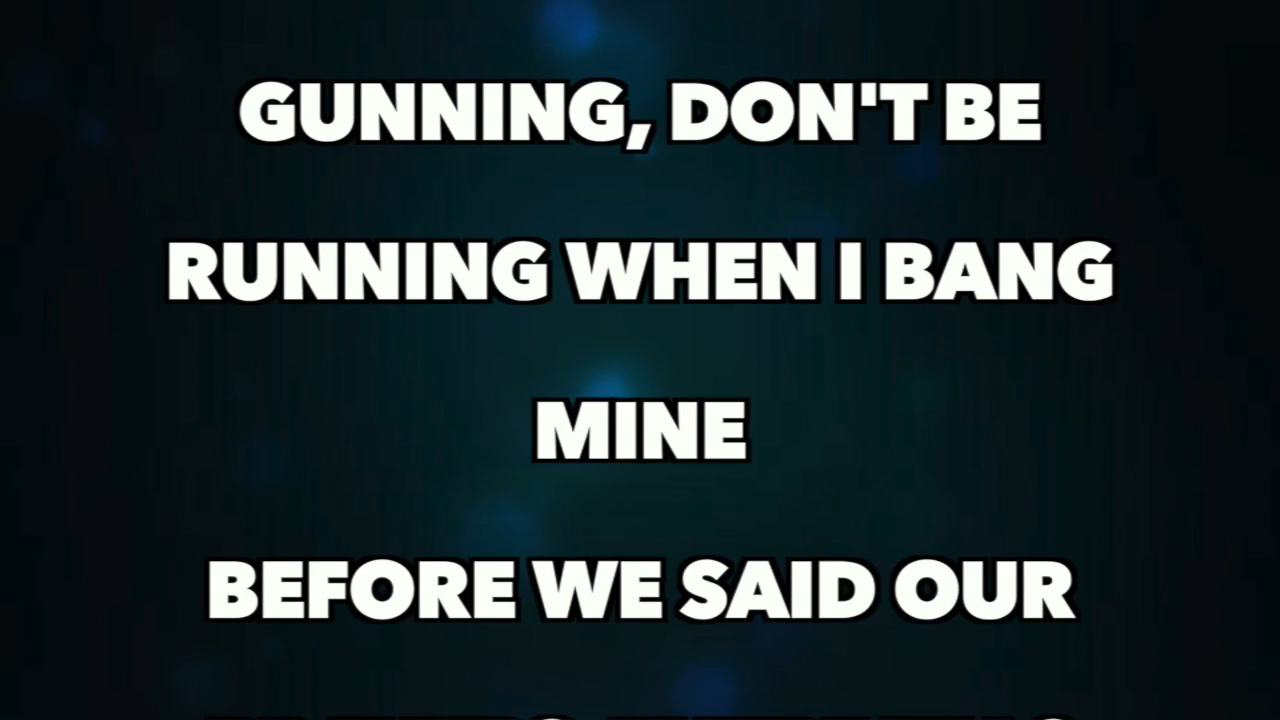 GUNNING, DON'T BE
RUNNING WHEN I BANG
MINE
BEFORE WE SAID OUR